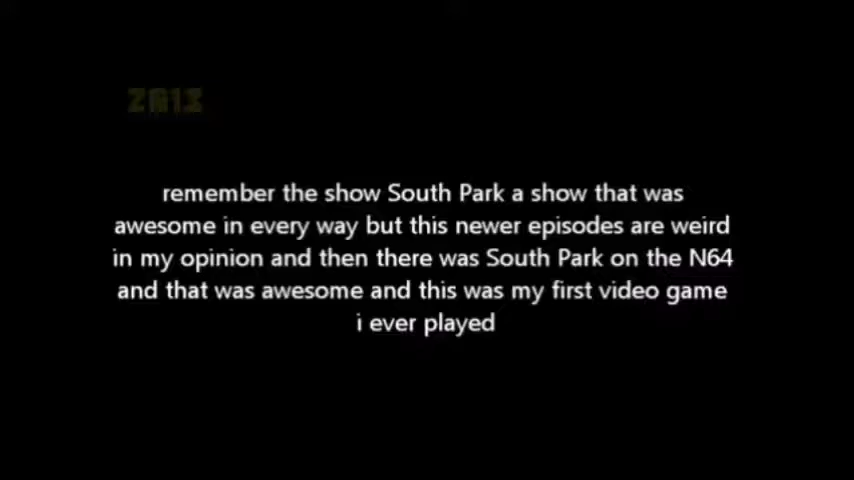 2013
remember the show South Park a show that was
awesome in every way but this newer episodes are weird
in my opinion and then there was South Park on the N64
and that was awesome and this was my first video game
i ever played